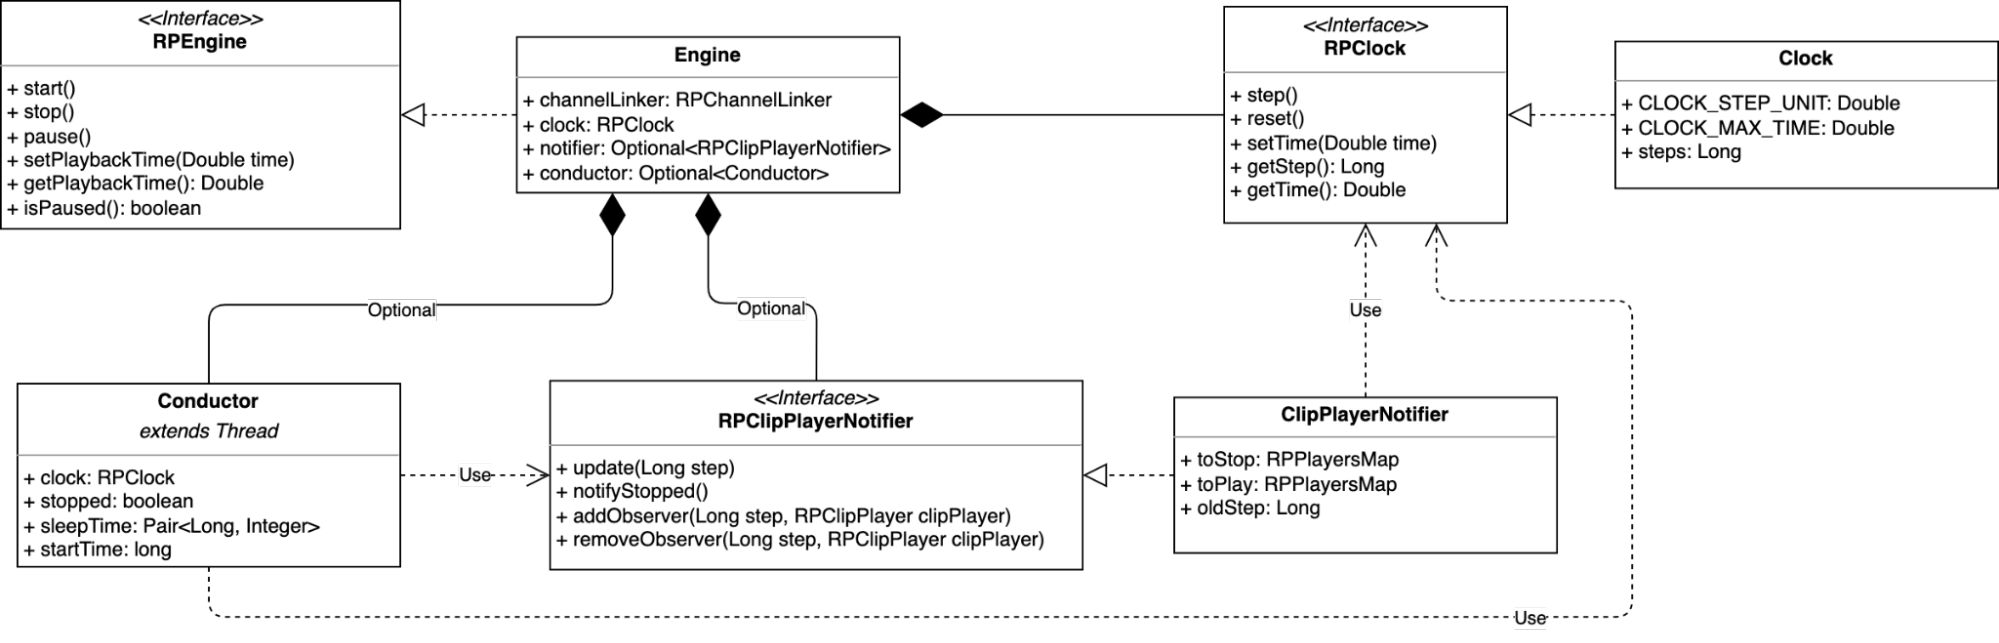 <<Interface>>
RPEngine
+ start()
+ stop()
+ pause()
+ setPlaybackTime(Double time)
+ getPlaybackTime(): Double
+ isPaused(): boolean
Engine
+ channelLinker: RPChannelLinker
+ clock: RPClock
+ notifier: Optional<RPClipPlayerNotifier>
+ conductor: Optional<Conductor>
<<Interface>>
RPClock
+ step()
+ reset()
+ setTime(Double time)
+ getStep(): Long
+ getTime(): Double
Clock
+ CLOCK_STEP_UNIT: Double
+ CLOCK_MAX_TIME: Double
+ steps: Long
Optional
Optional
Use
Conductor
extends Thread
+ clock: RPClock
+ stopped: boolean
+ sleepTime: Pair<Long, Integer>
+ startTime: long
Use
<<Interface>>
RPClipPlayerNotifier
+ update(Long step)
+ notifyStopped()
+ addObserver(Long step, RPClipPlayer clipPlayer)
+ removeObserver(Long step, RPClipPlayer clipPlayer)
ClipPlayerNotifier
+ toStop: RPPlayersMap
+ toPlay: RPPlayersMap
+ oldStep: Long
Use